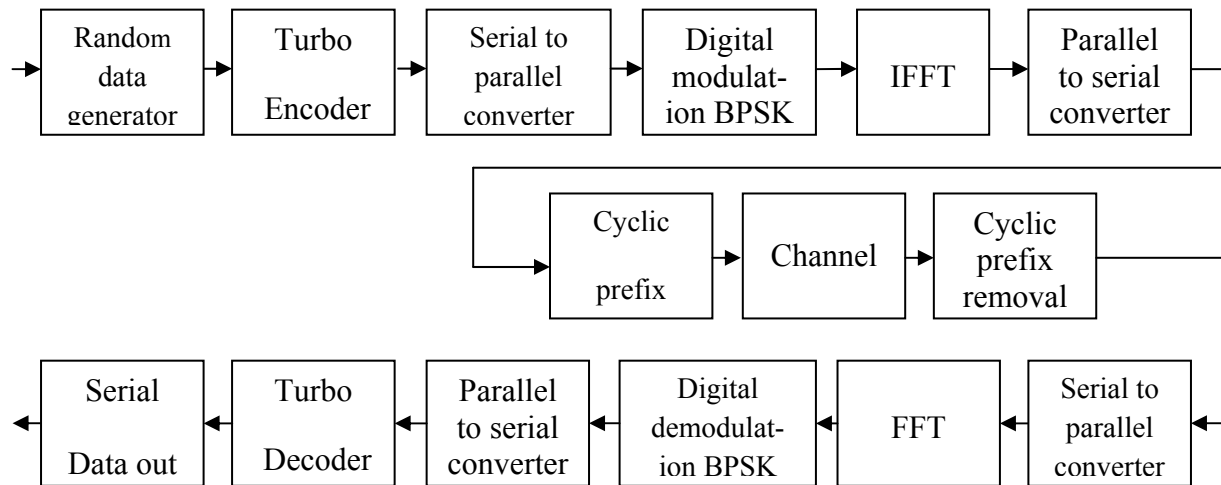 Random
data
generator
Turbo
Encoder
Serial to
parallel
converter
Digital
modulat-
ion BPSK
IFFT
Parallel
to serial
converter
Cyclic
prefix
Channel
Cyclic
prefix
removal
Serial
Data out
Turbo
Decoder
Parallel
to serial
converter
Digital
demodulat-
ion BPSK
FFT
Serial to
parallel
converter